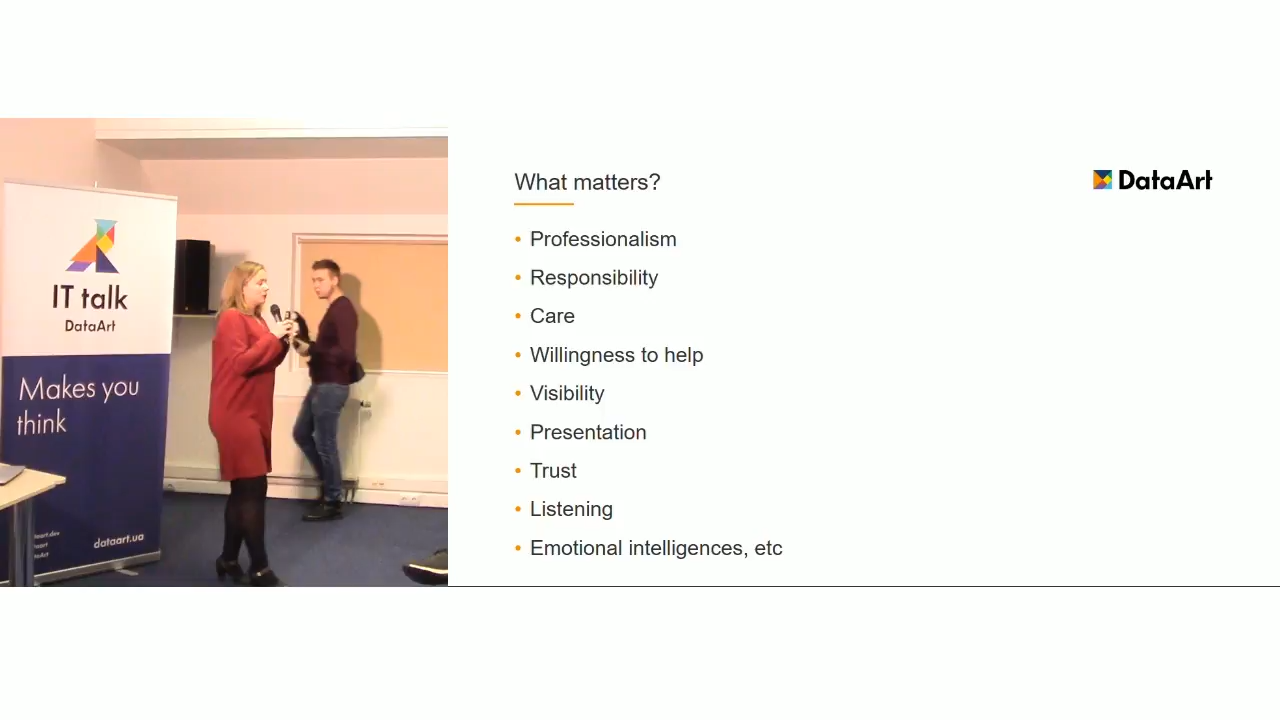 IT talk
DataArt
Makes you
think
dataart.ua
What matters?
DataArt
• Professionalism
• Responsibility
• Care
• Willingness to help
• Visibility
• Presentation
• Trust
• Listening
• Emotional intelligences, etc